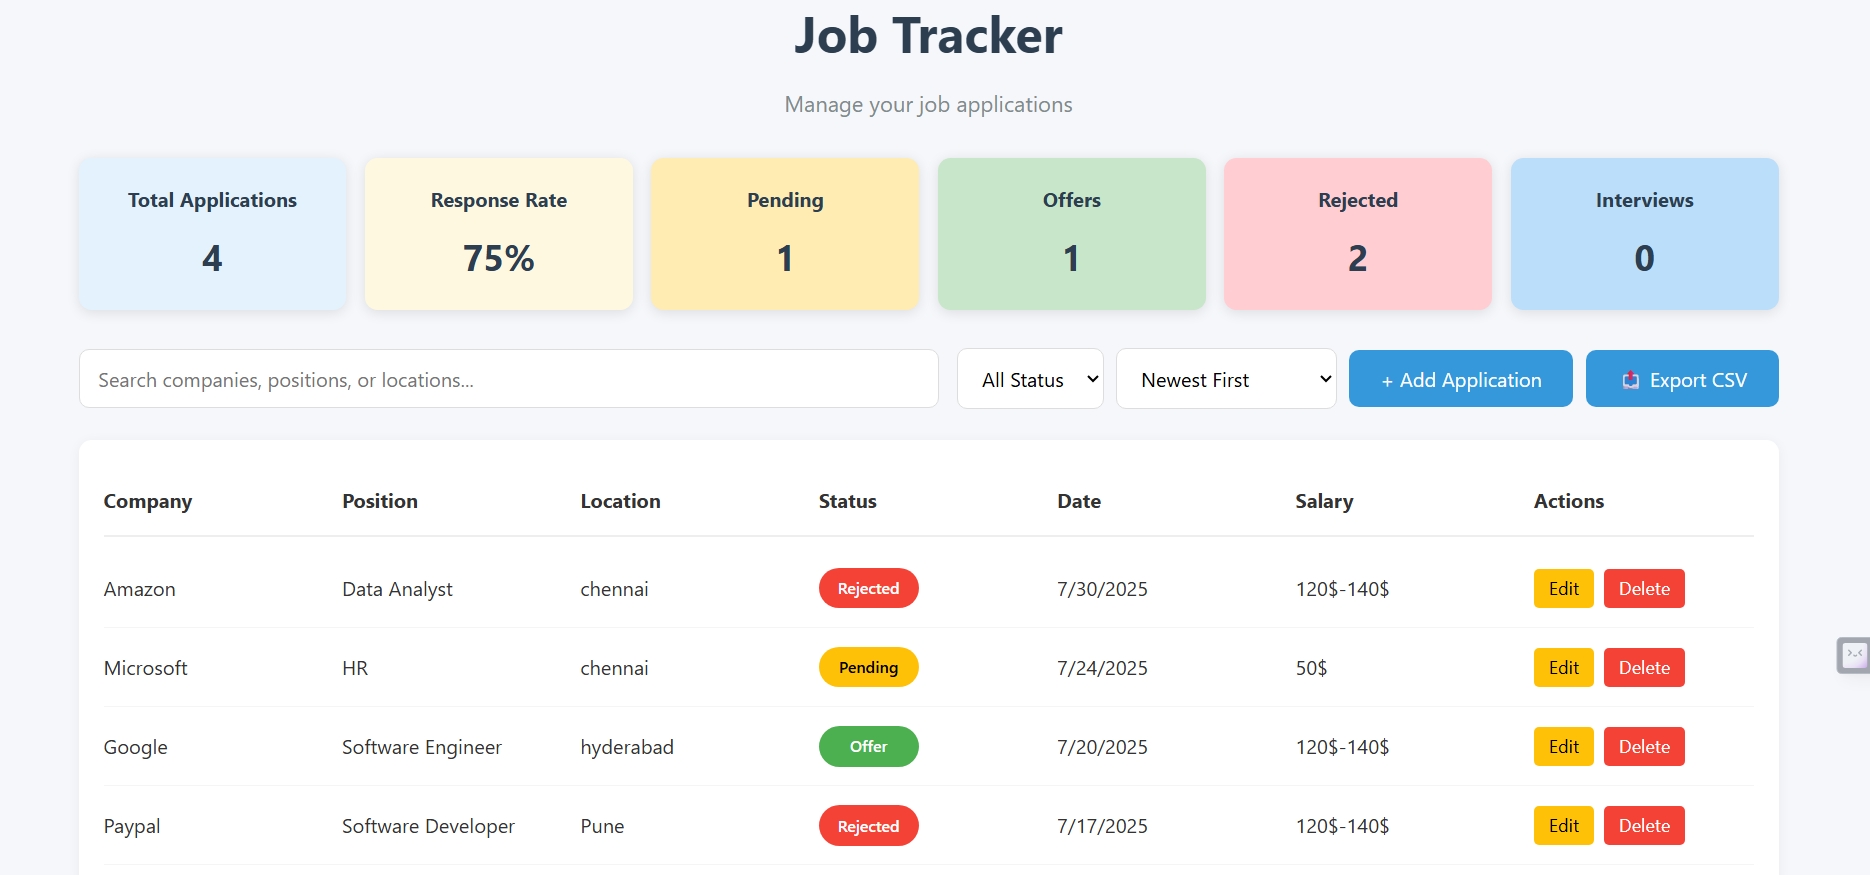 Job Tracker
Manage your job applications
Total Applications
4
Response Rate
75%
Pending
1
Offers
1
Rejected
2
Interviews
0
Search companies, positions, or locations...
All Status
Newest First
+ Add Application
Export CSV
Company Position Location Status Date Salary Actions
Amazon Data Analyst chennai Rejected 7/30/2025 120$-140$ Edit Delete
Microsoft HR chennai Pending 7/24/2025 50$ Edit Delete
Google Software Engineer hyderabad Offer 7/20/2025 120$-140$ Edit Delete
Paypal Software Developer Pune Rejected 7/17/2025 120$-140$ Edit Delete